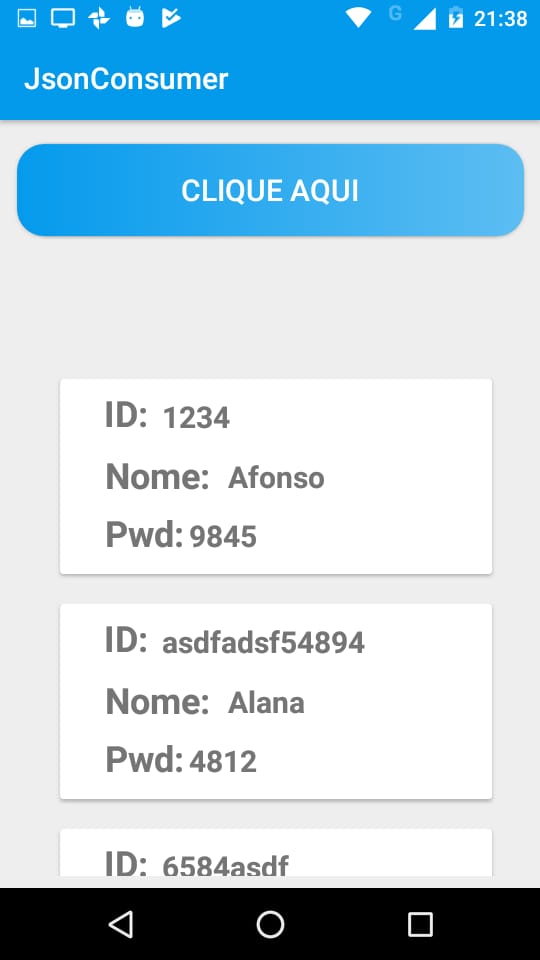 G 21:38
JsonConsumer
CLIQUE AQUI
ID: 1234
Nome: Afonso
Pwd: 9845
ID: asdfadsf54894
Nome: Alana
Pwd: 4812
ID: 6584asdf